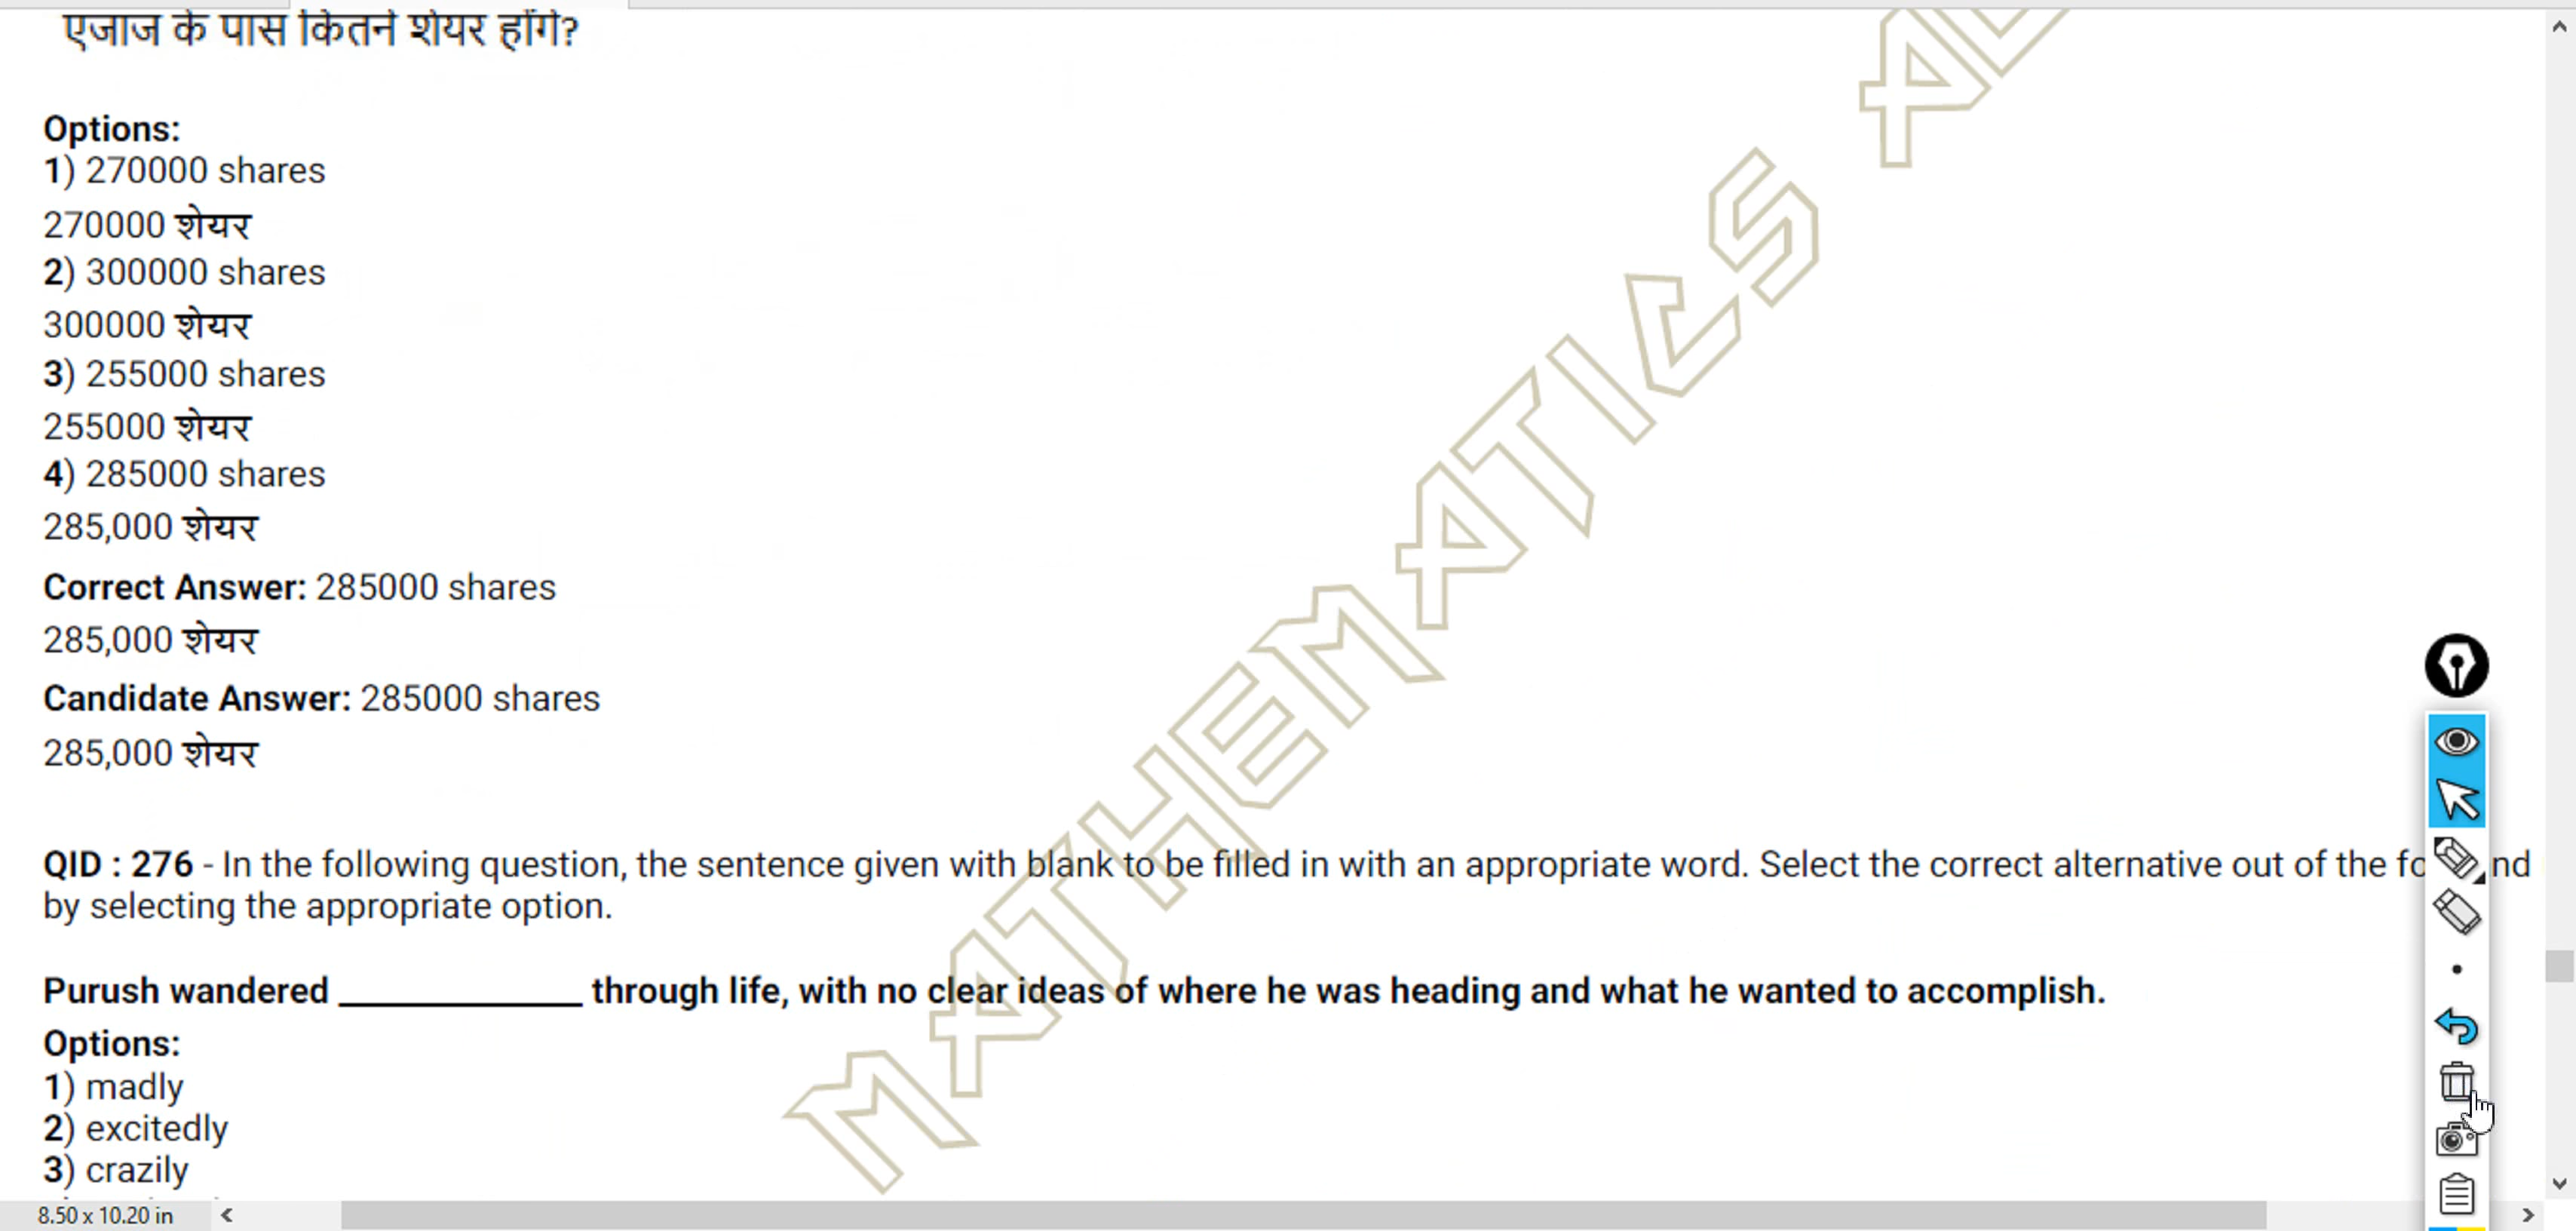 एजाज के पास कितने शेयर होंगे?
Options:
1) 270000 shares
270000 शेयर
2) 300000 shares
300000 शेयर
3) 255000 shares
255000 शेयर
4) 285000 shares
285,000 शेयर
Correct Answer: 285000 shares
285,000 शेयर
Candidate Answer: 285000 shares
285,000 शेयर
QID : 276 - In the following question, the sentence given with blank to be filled in with an appropriate word. Select the correct alternative out of the fo nd
by selecting the appropriate option.
Purush wandered ____________ through life, with no clear ideas of where he was heading and what he wanted to accomplish.
Options:
1) madly
2) excitedly
3) crazily
MATHEMATICS
8.50 x 10.20 in